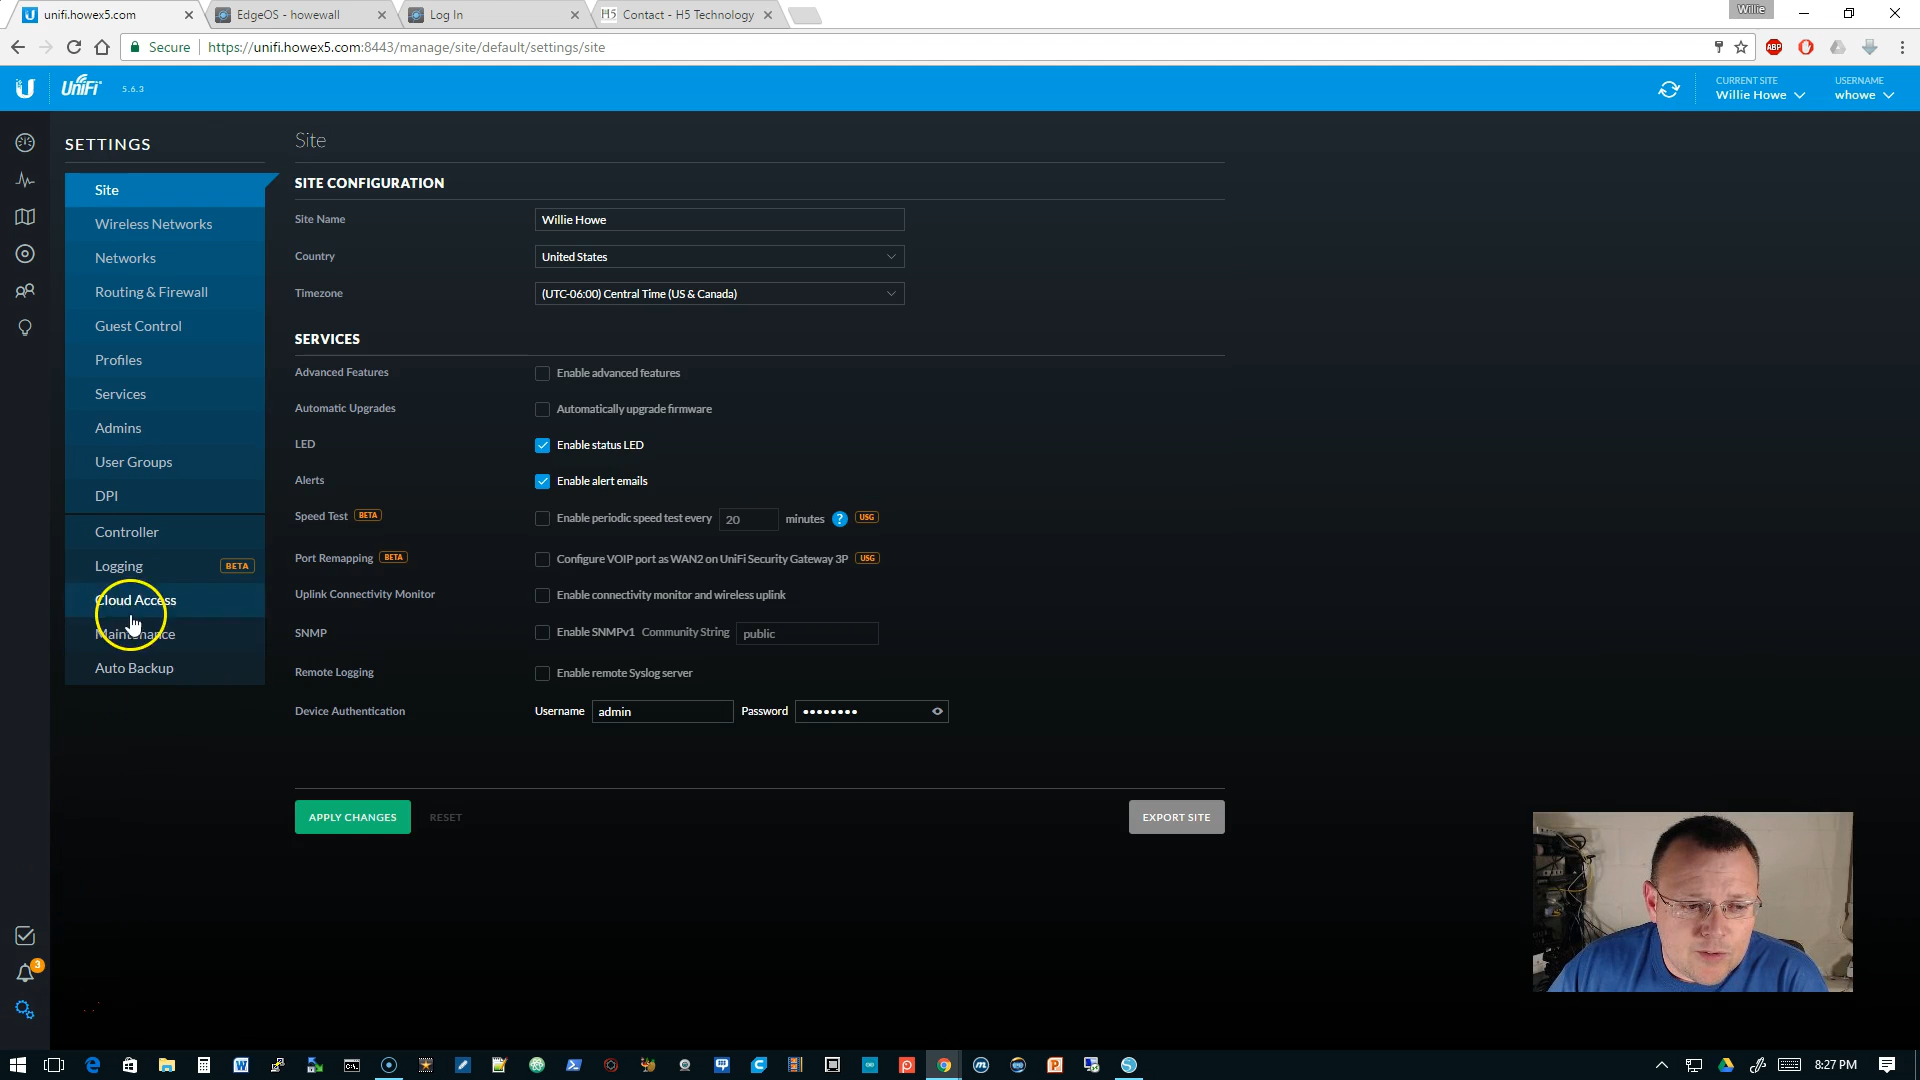 unifi.howex5.com
EdgeOS - howewall
Log In
H5 Contact - H5 Technology
Willie
Secure https://unifi.howex5.com:8443/manage/site/default/settings/site
ABP
UniFi 5.6.3
CURRENT SITE
Willie Howe
USERNAME
whowe
SETTINGS
Site
Wireless Networks
Networks
Routing & Firewall
Guest Control
Profiles
Services
Admins
User Groups
DPI
Controller
Logging BETA
Cloud Access
Maintenance
Auto Backup
3
Site
SITE CONFIGURATION
Site Name Willie Howe
Country United States
Timezone (UTC-06:00) Central Time (US & Canada)
SERVICES
Advanced Features Enable advanced features
Automatic Upgrades Automatically upgrade firmware
LED Enable status LED
Alerts Enable alert emails
Speed Test BETA Enable periodic speed test every 20 minutes ? USG
Port Remapping BETA Configure VOIP port as WAN2 on UniFi Security Gateway 3P USG
Uplink Connectivity Monitor Enable connectivity monitor and wireless uplink
SNMP Enable SNMPv1 Community String public
Remote Logging Enable remote Syslog server
Device Authentication Username admin Password ••••••••
APPLY CHANGES RESET EXPORT SITE
8:27 PM